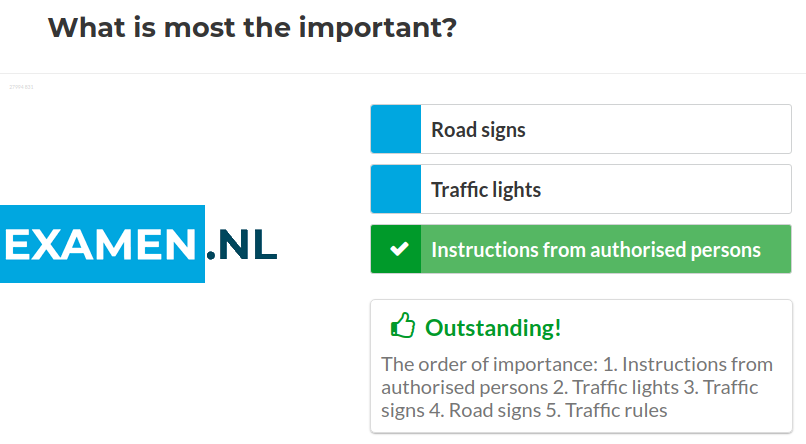 What is most the important?
Road signs
Traffic lights
EXAMEN.NL
Instructions from authorised persons
Outstanding!
The order of importance: 1. Instructions from
authorised persons 2. Traffic lights 3. Traffic
signs 4. Road signs 5. Traffic rules